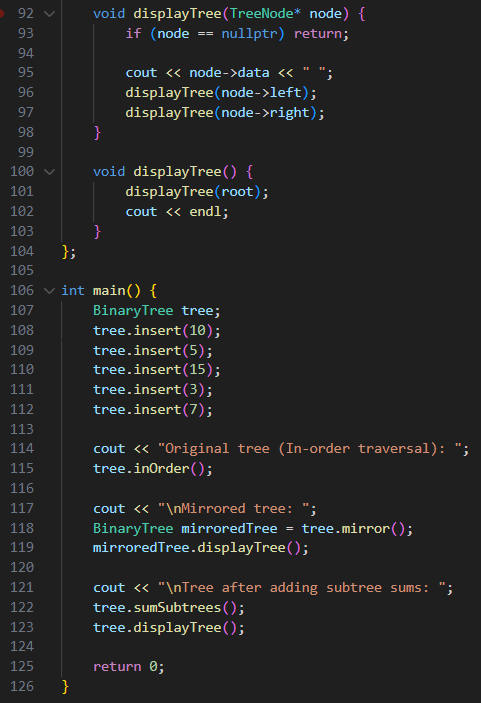 92 void displayTree(TreeNode* node) {
93 if (node == nullptr) return;
94
95 cout << node->data << " ";
96 displayTree(node->left);
97 displayTree(node->right);
98 }
99
100 void displayTree() {
101 displayTree(root);
102 cout << endl;
103 }
104 };
105
106 int main() {
107 BinaryTree tree;
108 tree.insert(10);
109 tree.insert(5);
110 tree.insert(15);
111 tree.insert(3);
112 tree.insert(7);
113
114 cout << "Original tree (In-order traversal): ";
115 tree.inOrder();
116
117 cout << "\nMirrored tree: ";
118 BinaryTree mirroredTree = tree.mirror();
119 mirroredTree.displayTree();
120
121 cout << "\nTree after adding subtree sums: ";
122 tree.sumSubtrees();
123 tree.displayTree();
124
125 return 0;
126 }